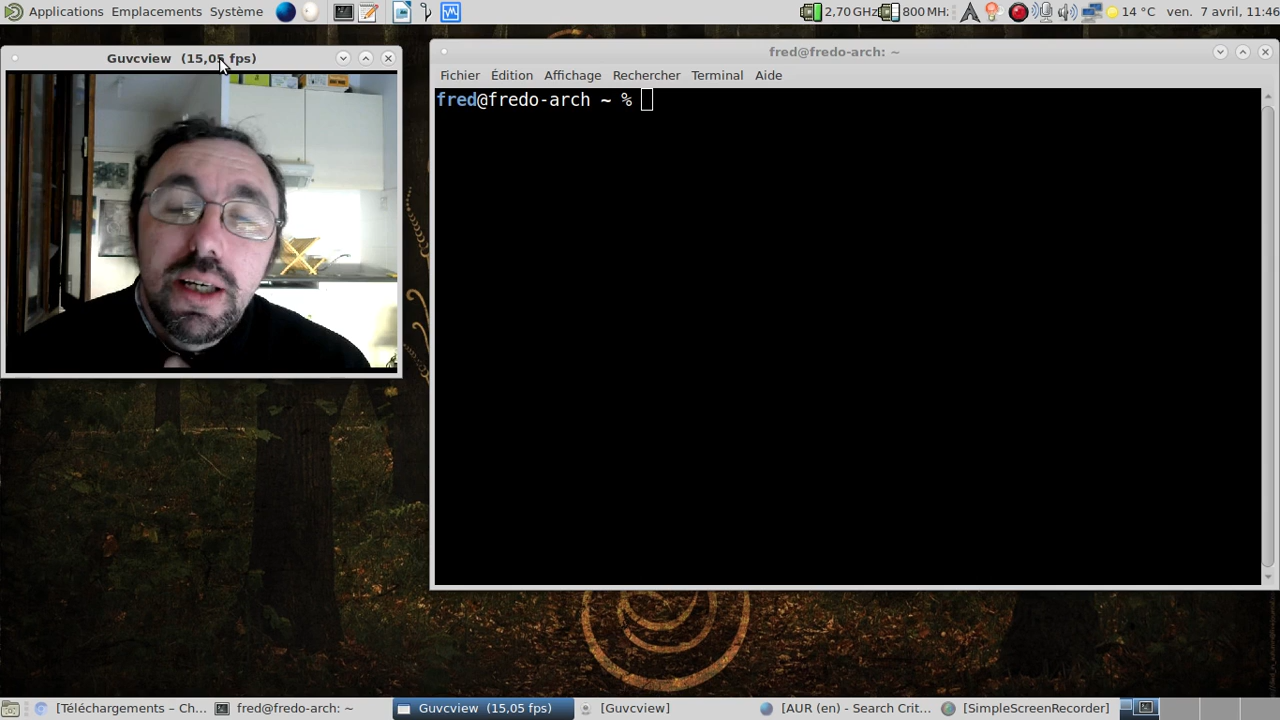 Applications Emplacements Système 2,70 GHz 800 MHz 14 °C ven. 7 avril, 11:46
Guvcview (15,05 fps)
fred@fredo-arch: ~
Fichier Édition Affichage Rechercher Terminal Aide
fred@fredo-arch ~ %
[Téléchargements – Ch... fred@fredo-arch: ~ Guvcview (15,05 fps) [Guvcview] [AUR (en) - Search Crit... [SimpleScreenRecorder]